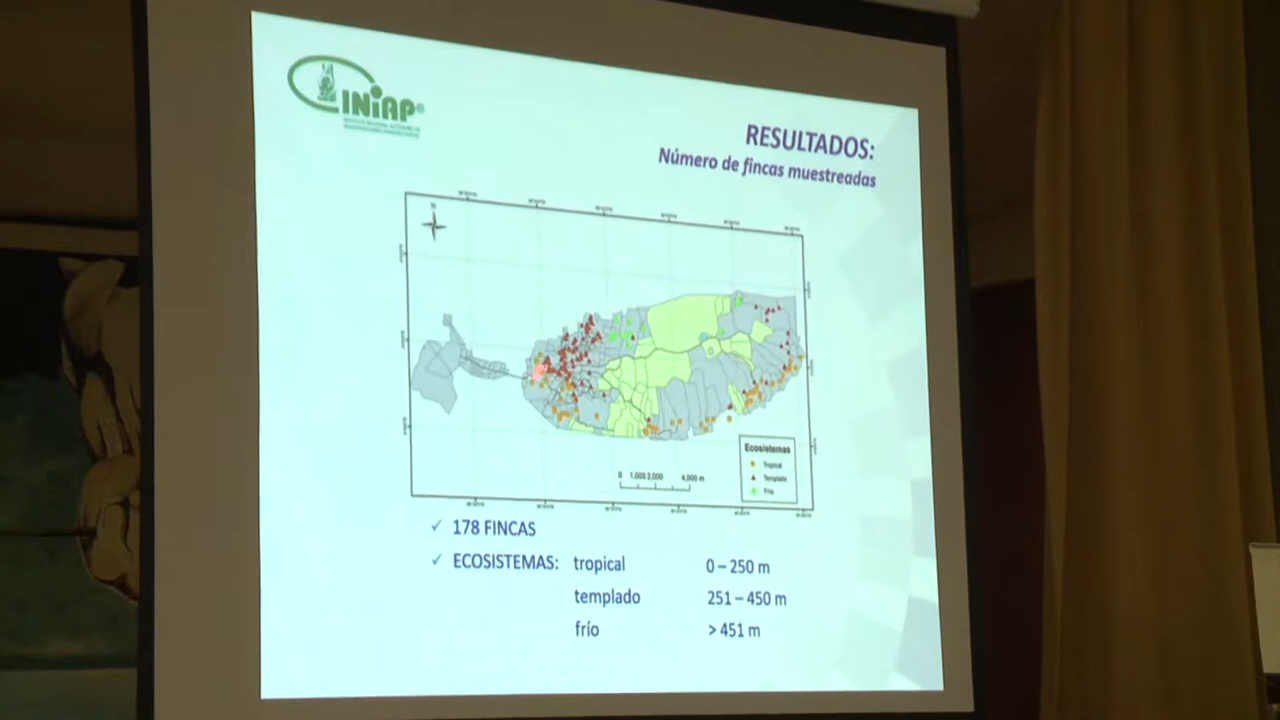 INIAP
RESULTADOS:
Número de fincas muestreadas
N
Ecosistemas
Tropical
Templado
Frío
0 1,000 2,000 4,000 m
✓ 178 FINCAS
✓ ECOSISTEMAS: tropical 0 – 250 m
templado 251 – 450 m
frío > 451 m